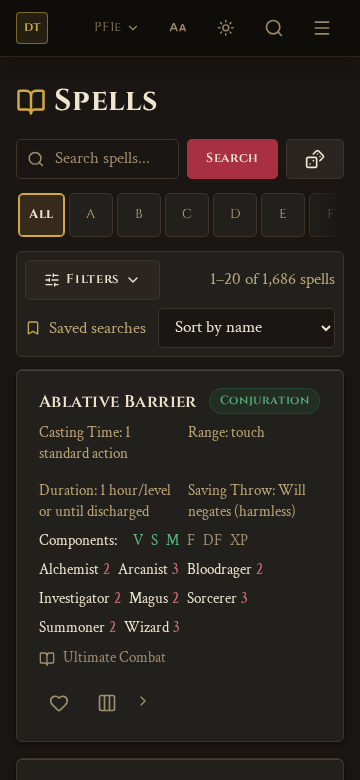 DT PF1E AA
SPELLS
Search spells... SEARCH
ALL A B C D E F
FILTERS 1–20 of 1,686 spells
Saved searches Sort by name
ABLATIVE BARRIER CONJURATION
Casting Time: 1 Range: touch
standard action
Duration: 1 hour/level Saving Throw: Will
or until discharged negates (harmless)
Components: V S M F DF XP
Alchemist 2 Arcanist 3 Bloodrager 2
Investigator 2 Magus 2 Sorcerer 3
Summoner 2 Wizard 3
Ultimate Combat